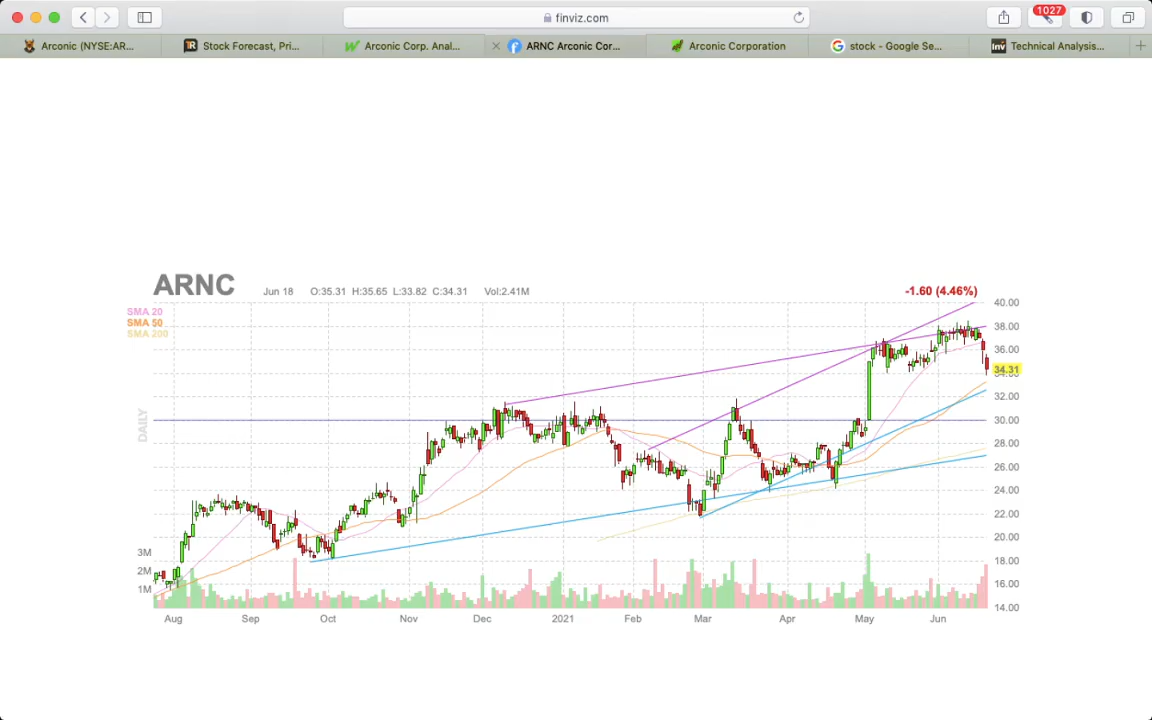 1027
finviz.com
Arconic (NYSE:AR...
Stock Forecast, Pri...
Arconic Corp. Anal...
ARNC Arconic Cor...
Arconic Corporation
stock - Google Se...
Technical Analysis...
ARNC Jun 18 O:35.31 H:35.65 L:33.82 C:34.31 Vol:2.41M -1.60 (4.46%)
SMA 20
SMA 50
SMA 200
DAILY
40.00
38.00
36.00
34.00
34.31
32.00
30.00
28.00
26.00
24.00
22.00
20.00
18.00
16.00
14.00
3M
2M
1M
Aug Sep Oct Nov Dec 2021 Feb Mar Apr May Jun